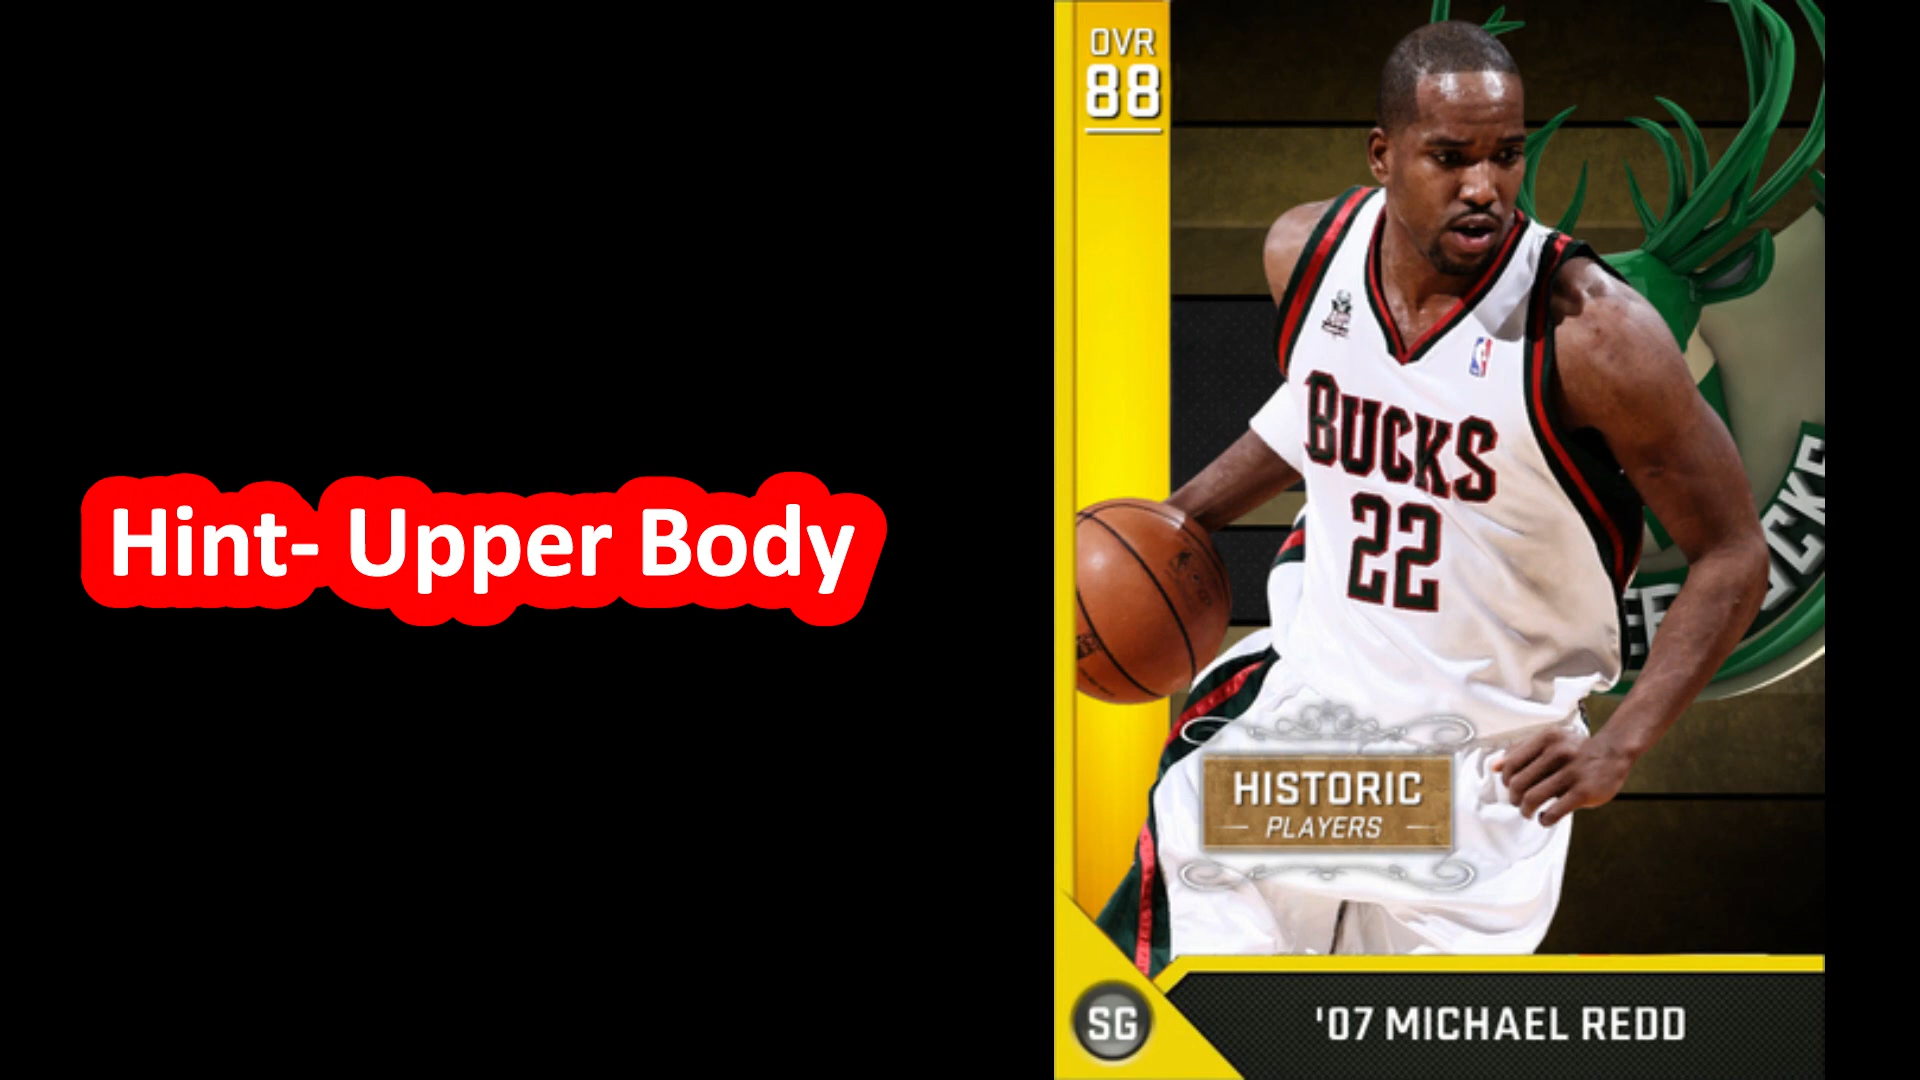 Hint- Upper Body
OVR
88
BUCKS
22
HISTORIC
PLAYERS
SG
'07 MICHAEL REDD